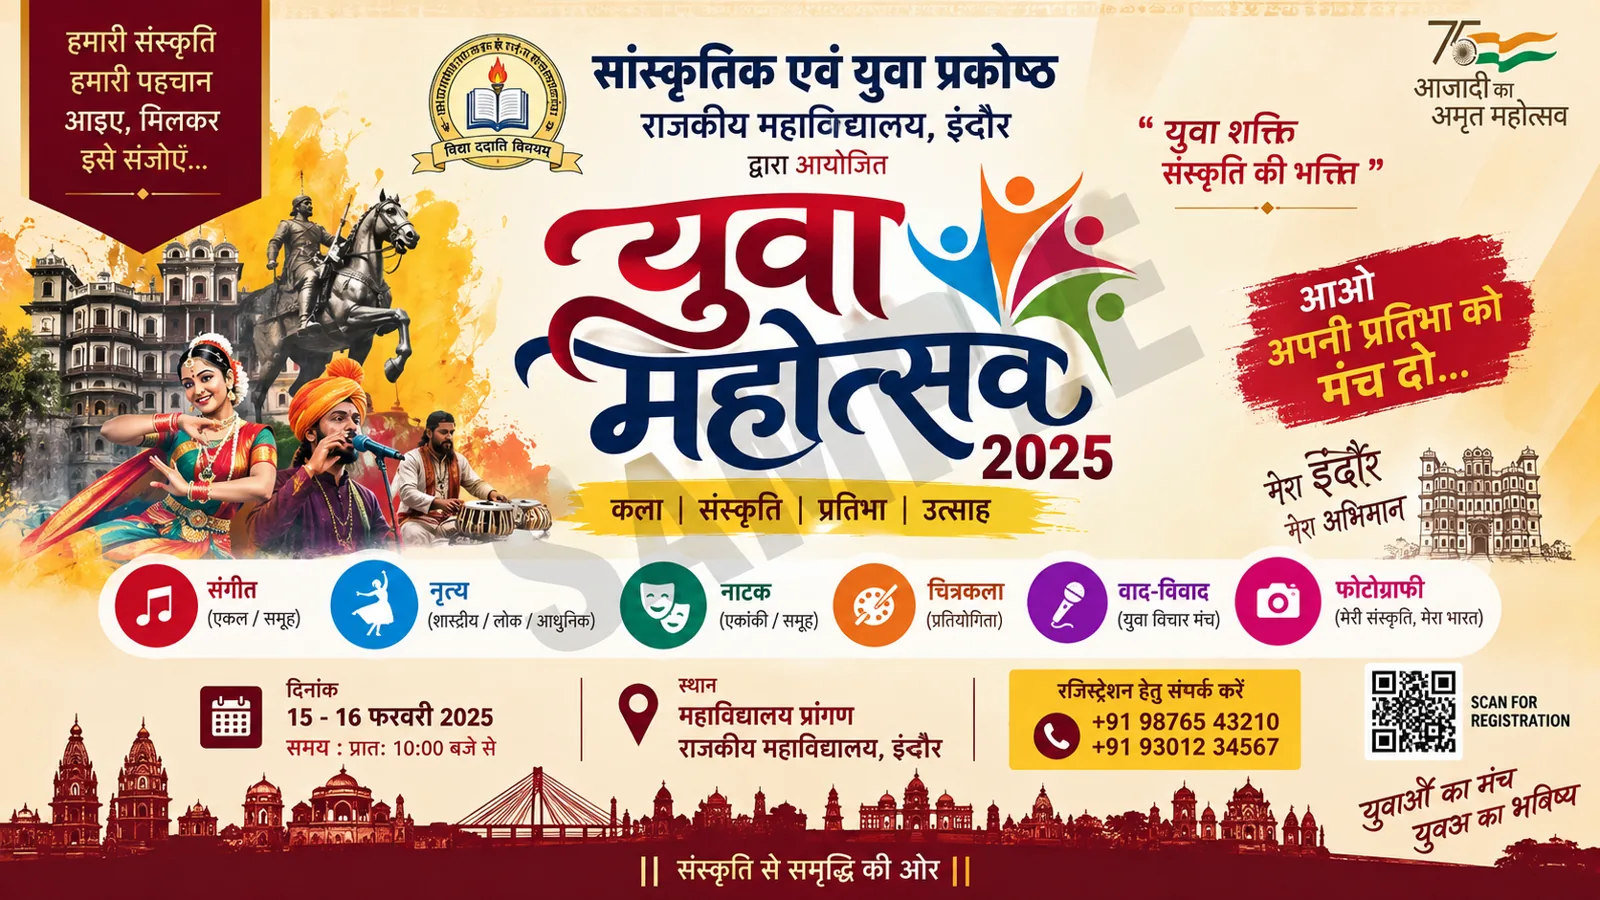 हमारी संस्कृति
हमारी पहचान
आइए, मिलकर
इसे संजोएँ...
विद्या ददाति विवयम्
सांस्कृतिक एवं युवा प्रकोष्ठ
राजकीय महाविद्यालय, इंदौर
द्वारा आयोजित
75
आजादी का
अमृत महोत्सव
“ युवा शक्ति
संस्कृति की भक्ति ”
युवा
महोत्सव
2025
कला | संस्कृति | प्रतिभा | उत्साह
आओ
अपनी प्रतिभा को
मंच दो...
मेरा इंदौर
मेरा अभिमान
SAMPLE
संगीत
(एकल / समूह)
नृत्य
(शास्त्रीय / लोक / आधुनिक)
नाटक
(एकांकी / समूह)
चित्रकला
(प्रतियोगिता)
वाद-विवाद
(युवा विचार मंच)
फोटोग्राफी
(मेरी संस्कृति, मेरा भारत)
दिनांक
15 - 16 फरवरी 2025
समय : प्रातः 10:00 बजे से
स्थान
महाविद्यालय प्रांगण
राजकीय महाविद्यालय, इंदौर
रजिस्ट्रेशन हेतु संपर्क करें
+91 98765 43210
+91 93012 34567
SCAN FOR
REGISTRATION
युवाओं का मंच
युवअ का भबिष्य
|| संस्कृति से समृद्धि की ओर ||